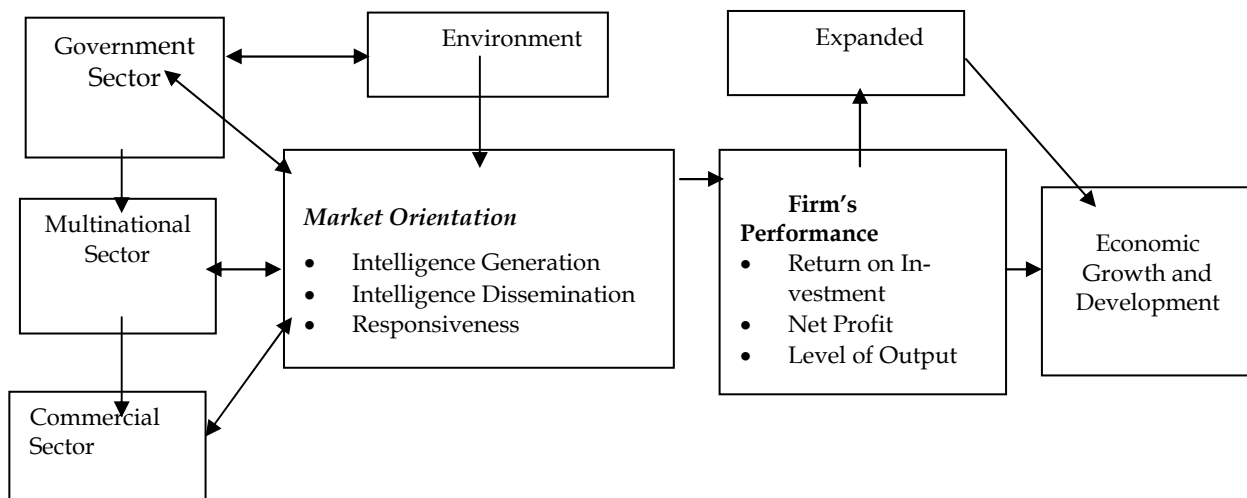 Government
Sector
Environment
Expanded
Multinational
Sector
Commercial
Sector
Market Orientation
• Intelligence Generation
• Intelligence Dissemination
• Responsiveness
Firm's
Performance
• Return on In-
vestment
• Net Profit
• Level of Output
Economic
Growth and
Development